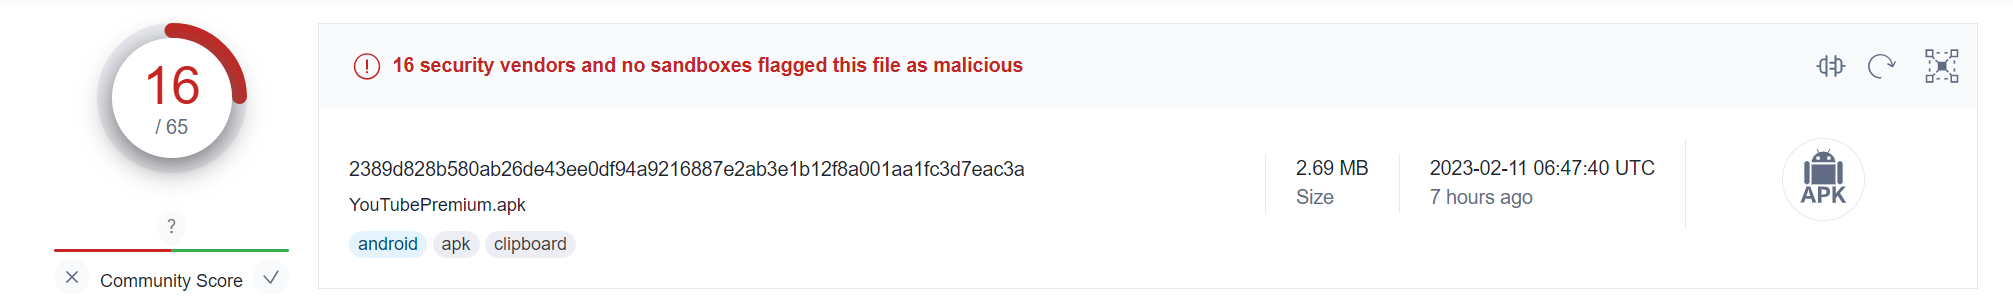 16
/ 65
?
Community Score
16 security vendors and no sandboxes flagged this file as malicious
2389d828b580ab26de43ee0df94a9216887e2ab3e1b12f8a001aa1fc3d7eac3a
YouTubePremium.apk
android apk clipboard
2.69 MB
Size
2023-02-11 06:47:40 UTC
7 hours ago
APK